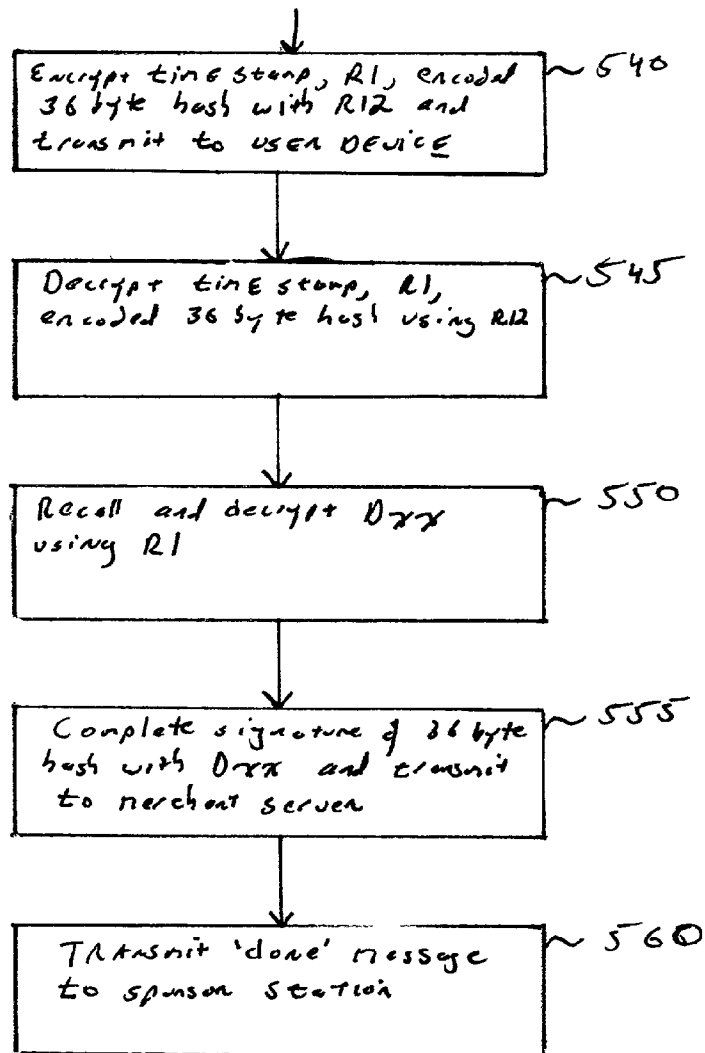 Encrypt timE stamp, R1, encoded
36 byte hash with R12 and
transmit to USER DEVICE
540
Decrypt timE stamp, R1,
encoded 36 byte hash using R12
545
Recall and decrypt Dxx
using R1
550
Complete signature of 36 byte
hash with Dxx and transmit
to merchant server
555
TRAnsmit 'done' message
to sponsor station
560